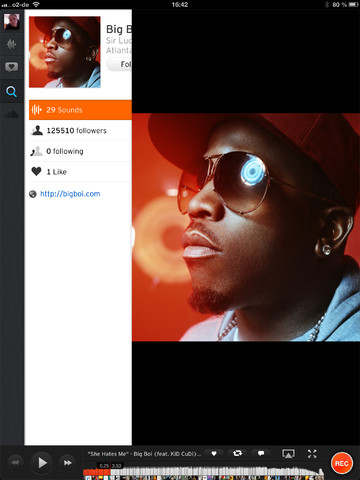 o2-de
16:42
80 %
Big B
Sir Luc
Atlanta
Fol
29 Sounds
125510 followers
0 following
1 Like
http://bigboi.com
"She Hates Me" - Big Boi (feat. KID CuDi)...
REC
0.25 3.53